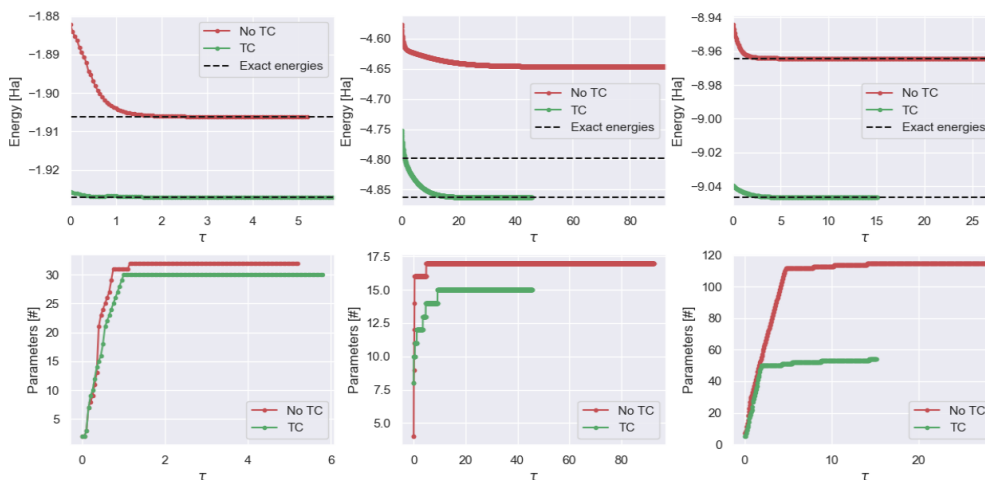 −1.88
−1.89
−1.90
−1.91
−1.92
Energy [Ha]
No TC
TC
Exact energies
0 1 2 3 4 5
τ
−4.60
−4.65
−4.70
−4.75
−4.80
−4.85
Energy [Ha]
No TC
TC
Exact energies
0 20 40 60 80
τ
−8.94
−8.96
−8.98
−9.00
−9.02
−9.04
Energy [Ha]
No TC
TC
Exact energies
0 5 10 15 20 25
τ
30
25
20
15
10
5
Parameters [#]
No TC
TC
0 2 4 6
τ
17.5
15.0
12.5
10.0
7.5
5.0
Parameters [#]
No TC
TC
0 20 40 60 80
τ
120
100
80
60
40
20
0
Parameters [#]
No TC
TC
0 10 20
τ